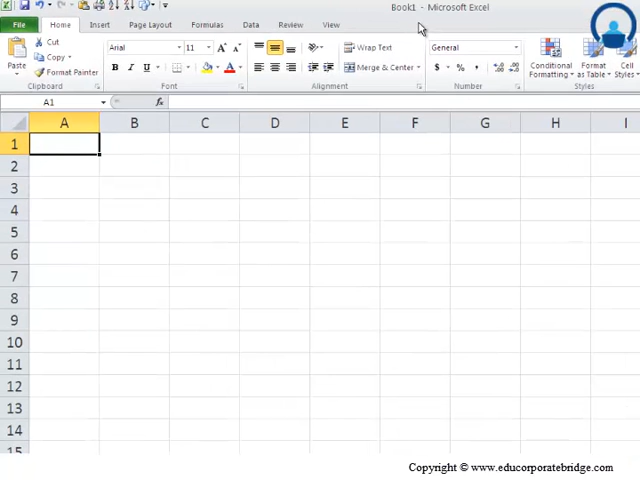 Book1 - Microsoft Excel
File Home Insert Page Layout Formulas Data Review View
Cut
Copy
Format Painter
Paste
Clipboard
Arial 11 A A
B I U A
Font
Wrap Text
Merge & Center
Alignment
General
$ % ,
Number
Conditional Formatting
Format as Table
Cell Styles
Styles
A1 fx
A B C D E F G H I
1
2
3
4
5
6
7
8
9
10
11
12
13
14
15
Copyright © www.educorporatebridge.com